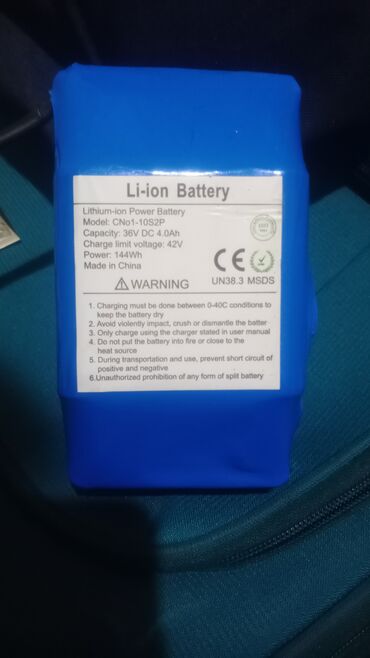 Li-ion Battery
Lithium-ion Power Battery
Model: CNo1-10S2P
Capacity: 36V DC 4.0Ah
Charge limit voltage: 42V
Power: 144Wh
Made in China
CE
UN38.3 MSDS
⚠ WARNING
1. Charging must be done between 0-40C conditions to
keep the battery dry
2. Avoid violently impact, crush or dismantle the batter
3. Only charge using the charger stated in user manual
4. Do not put the battery into fire or close to the
heat source
5. During transportation and use, prevent short circuit of
positive and negative
6.Unauthorized prohibition of any form of split battery